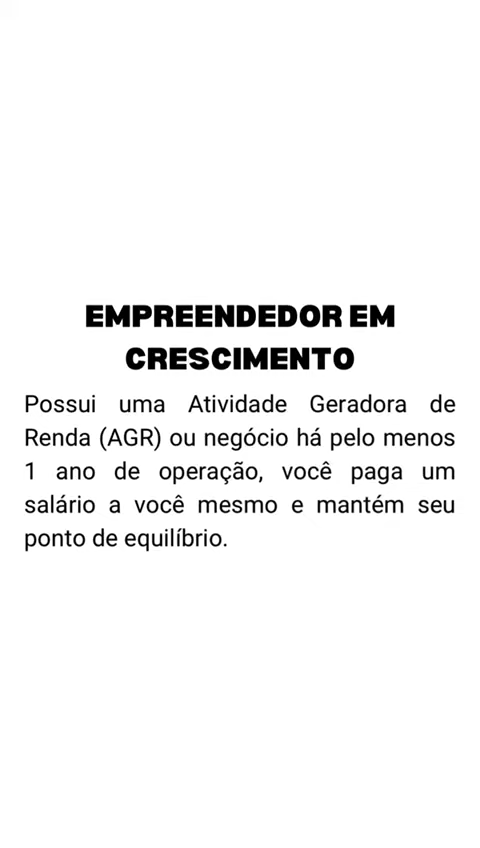 EMPREENDEDOR EM
CRESCIMENTO
Possui uma Atividade Geradora de
Renda (AGR) ou negócio há pelo menos
1 ano de operação, você paga um
salário a você mesmo e mantém seu
ponto de equilíbrio.